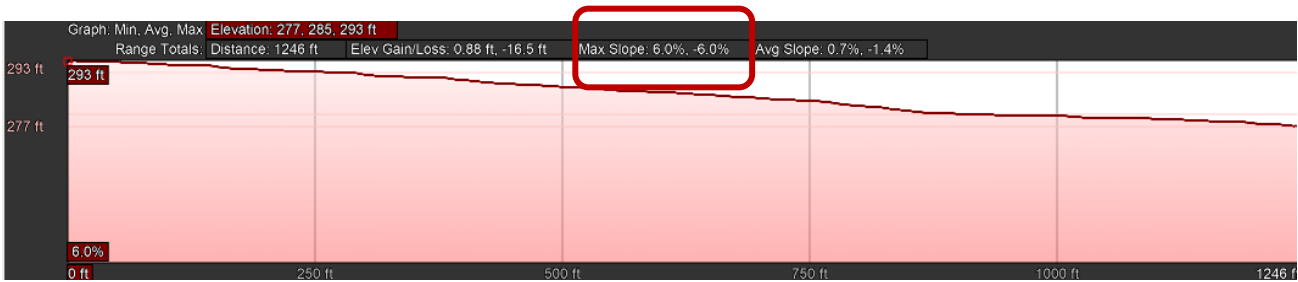 Graph: Min, Avg, Max Elevation: 277, 285, 293 ft
Range Totals: Distance: 1246 ft Elev Gain/Loss: 0.88 ft, -16.5 ft Max Slope: 6.0%, -6.0% Avg Slope: 0.7%, -1.4%
293 ft
293 ft
277 ft
6.0%
0 ft 250 ft 500 ft 750 ft 1000 ft 1246 f